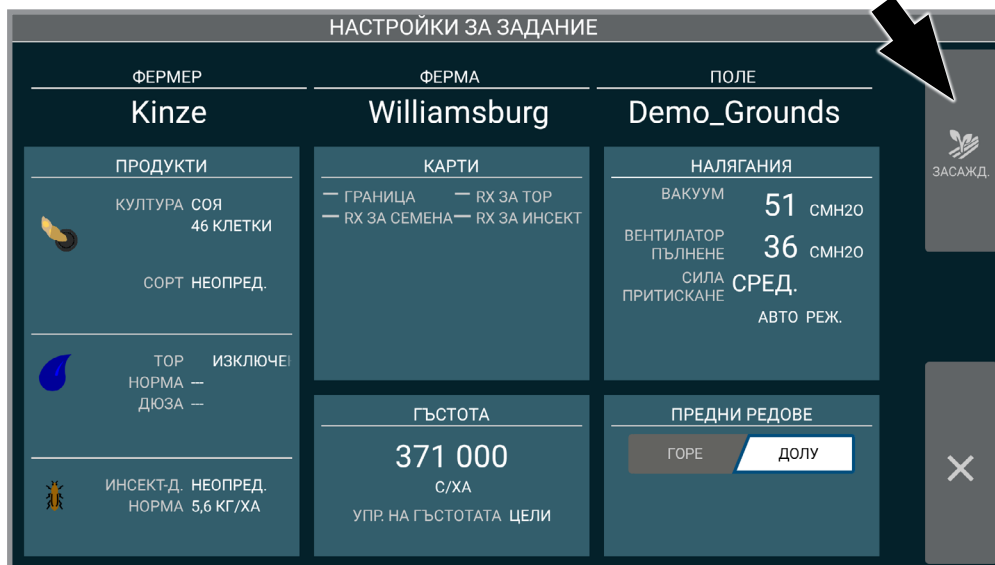 НАСТРОЙКИ ЗА ЗАДАНИЕ
ФЕРМЕР
Kinze
ФЕРМА
Williamsburg
ПОЛЕ
Demo_Grounds
ЗАСАЖД.
ПРОДУКТИ
КУЛТУРА СОЯ
46 КЛЕТКИ
СОРТ НЕОПРЕД.
ТОР ИЗКЛЮЧЕ
НОРМА ---
ДЮЗА ---
ИНСЕКТ-Д. НЕОПРЕД.
НОРМА 5,6 КГ/ХА
КАРТИ
— ГРАНИЦА — RX ЗА ТОР
— RX ЗА СЕМЕНА — RX ЗА ИНСЕКТ
ГЪСТОТА
371 000
С/ХА
УПР. НА ГЪСТОТАТА ЦЕЛИ
НАЛЯГАНИЯ
ВАКУУМ 51 СМH2O
ВЕНТИЛАТОР
ПЪЛНЕНЕ 36 СМH2O
СИЛА
ПРИТИСКАНЕ СРЕД.
АВТО РЕЖ.
ПРЕДНИ РЕДОВЕ
ГОРЕ ДОЛУ